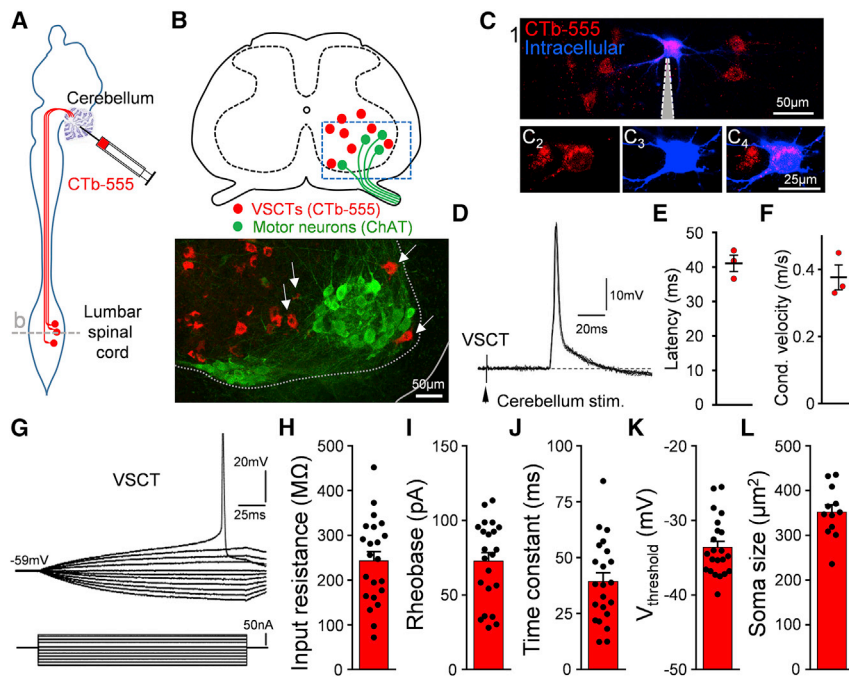 A
Cerebellum
CTb-555
Lumbar
spinal
cord
b
B
VSCTs (CTb-555)
Motor neurons (ChAT)
50µm
C
1
CTb-555
Intracellular
50µm
C2
C3
C4
25µm
D
10mV
20ms
VSCT
Cerebellum stim.
E
Latency (ms)
50
40
30
20
10
0
F
Cond. velocity (m/s)
0.4
0.2
0
G
VSCT
20mV
25ms
-59mV
50nA
H
Input resistance (MΩ)
500
400
300
200
100
0
I
Rheobase (pA)
150
100
50
0
J
Time constant (ms)
100
75
50
25
0
K
Vthreshold (mV)
-20
-30
-40
-50
L
Soma size (µm²)
500
400
300
200
100
0